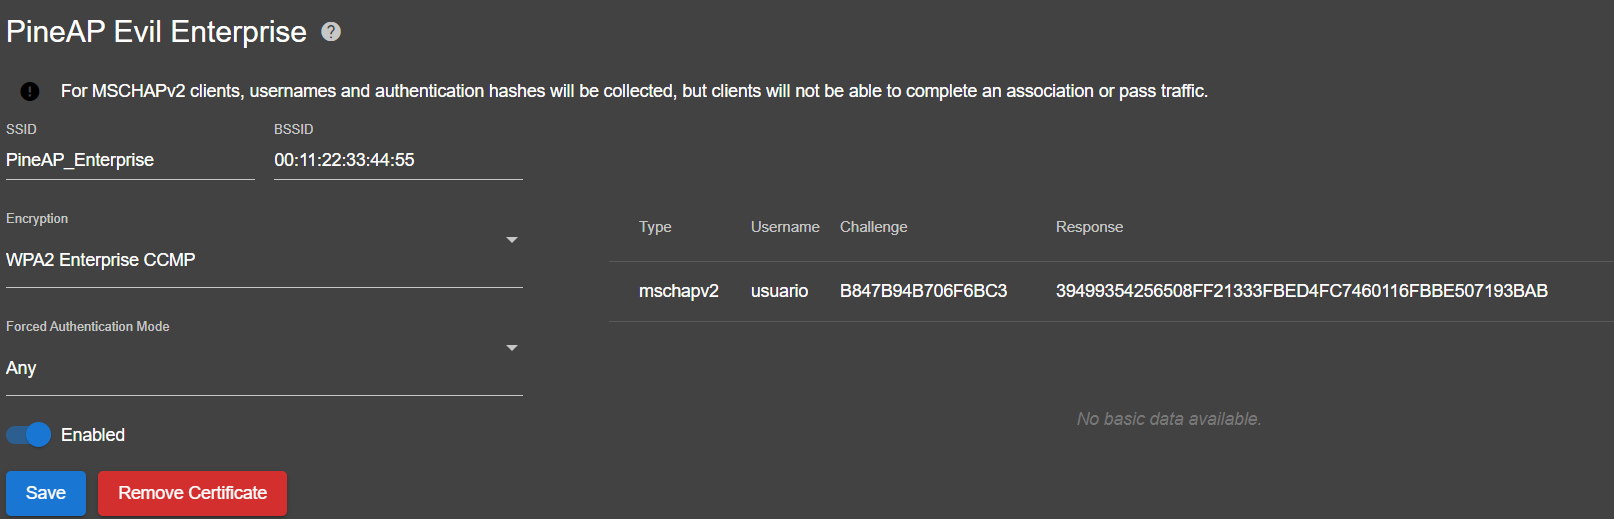 PineAP Evil Enterprise ?
For MSCHAPv2 clients, usernames and authentication hashes will be collected, but clients will not be able to complete an association or pass traffic.
SSID BSSID
PineAP_Enterprise 00:11:22:33:44:55
Encryption
WPA2 Enterprise CCMP
Forced Authentication Mode
Any
Enabled
Save Remove Certificate
Type Username Challenge Response
mschapv2 usuario B847B94B706F6BC3 39499354256508FF21333FBED4FC7460116FBBE507193BAB
No basic data available.